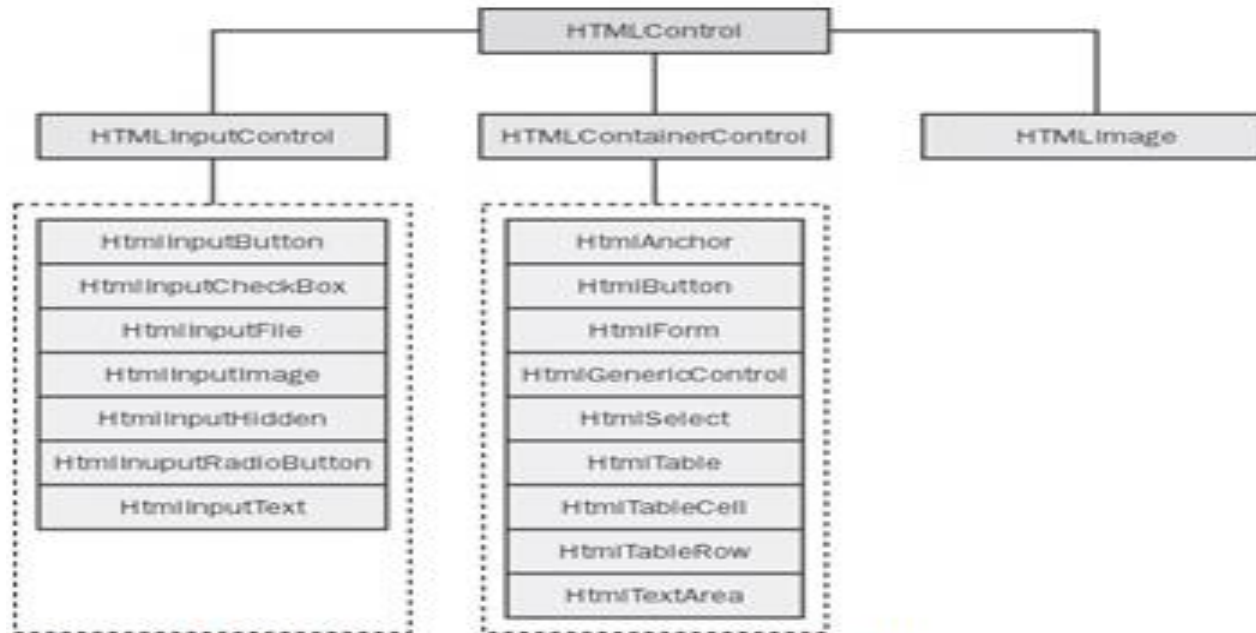 HTMLControl
HTMLInputControl
HTMLContainerControl
HTMLImage
HtmlInputButton
HtmlInputCheckBox
HtmlInputFile
HtmlInputImage
HtmlInputHidden
HtmlInuputRadioButton
HtmlInputText
HtmlAnchor
HtmlButton
HtmlForm
HtmlGenericControl
HtmlSelect
HtmlTable
HtmlTableCell
HtmlTableRow
HtmlTextArea